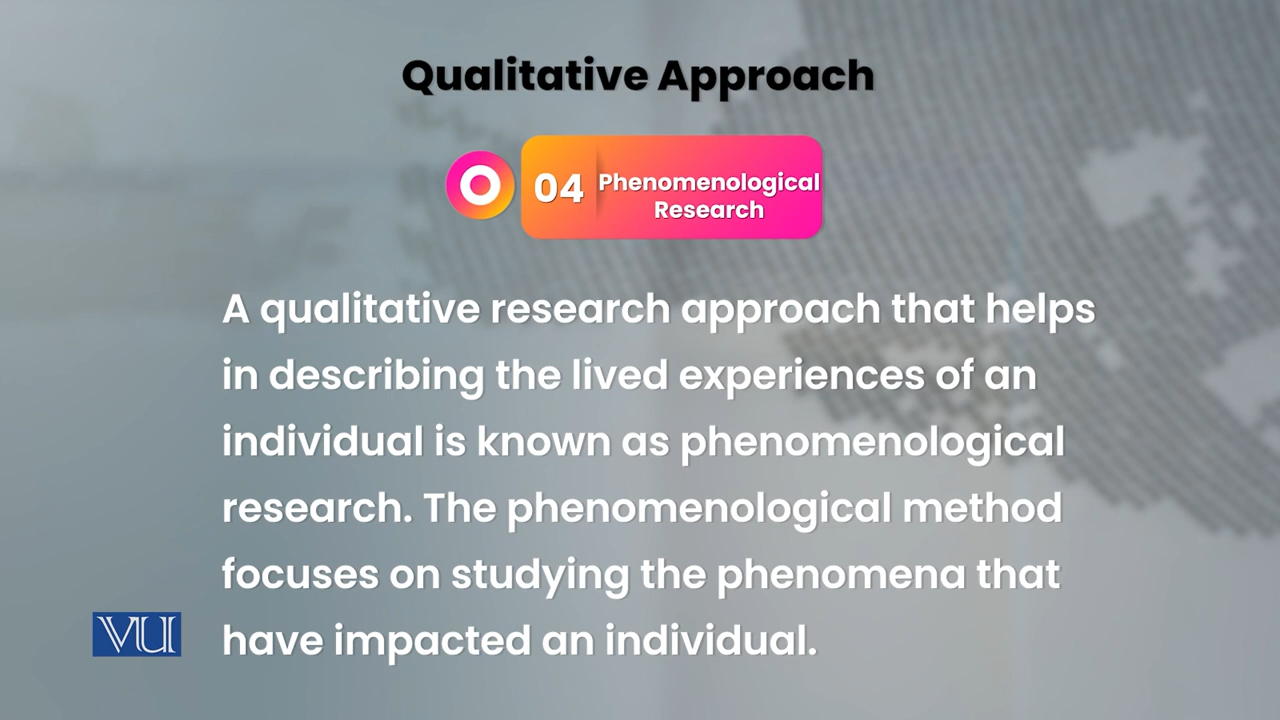 Qualitative Approach
04
Phenomenological
Research
A qualitative research approach that helps
in describing the lived experiences of an
individual is known as phenomenological
research. The phenomenological method
focuses on studying the phenomena that
have impacted an individual.
VU